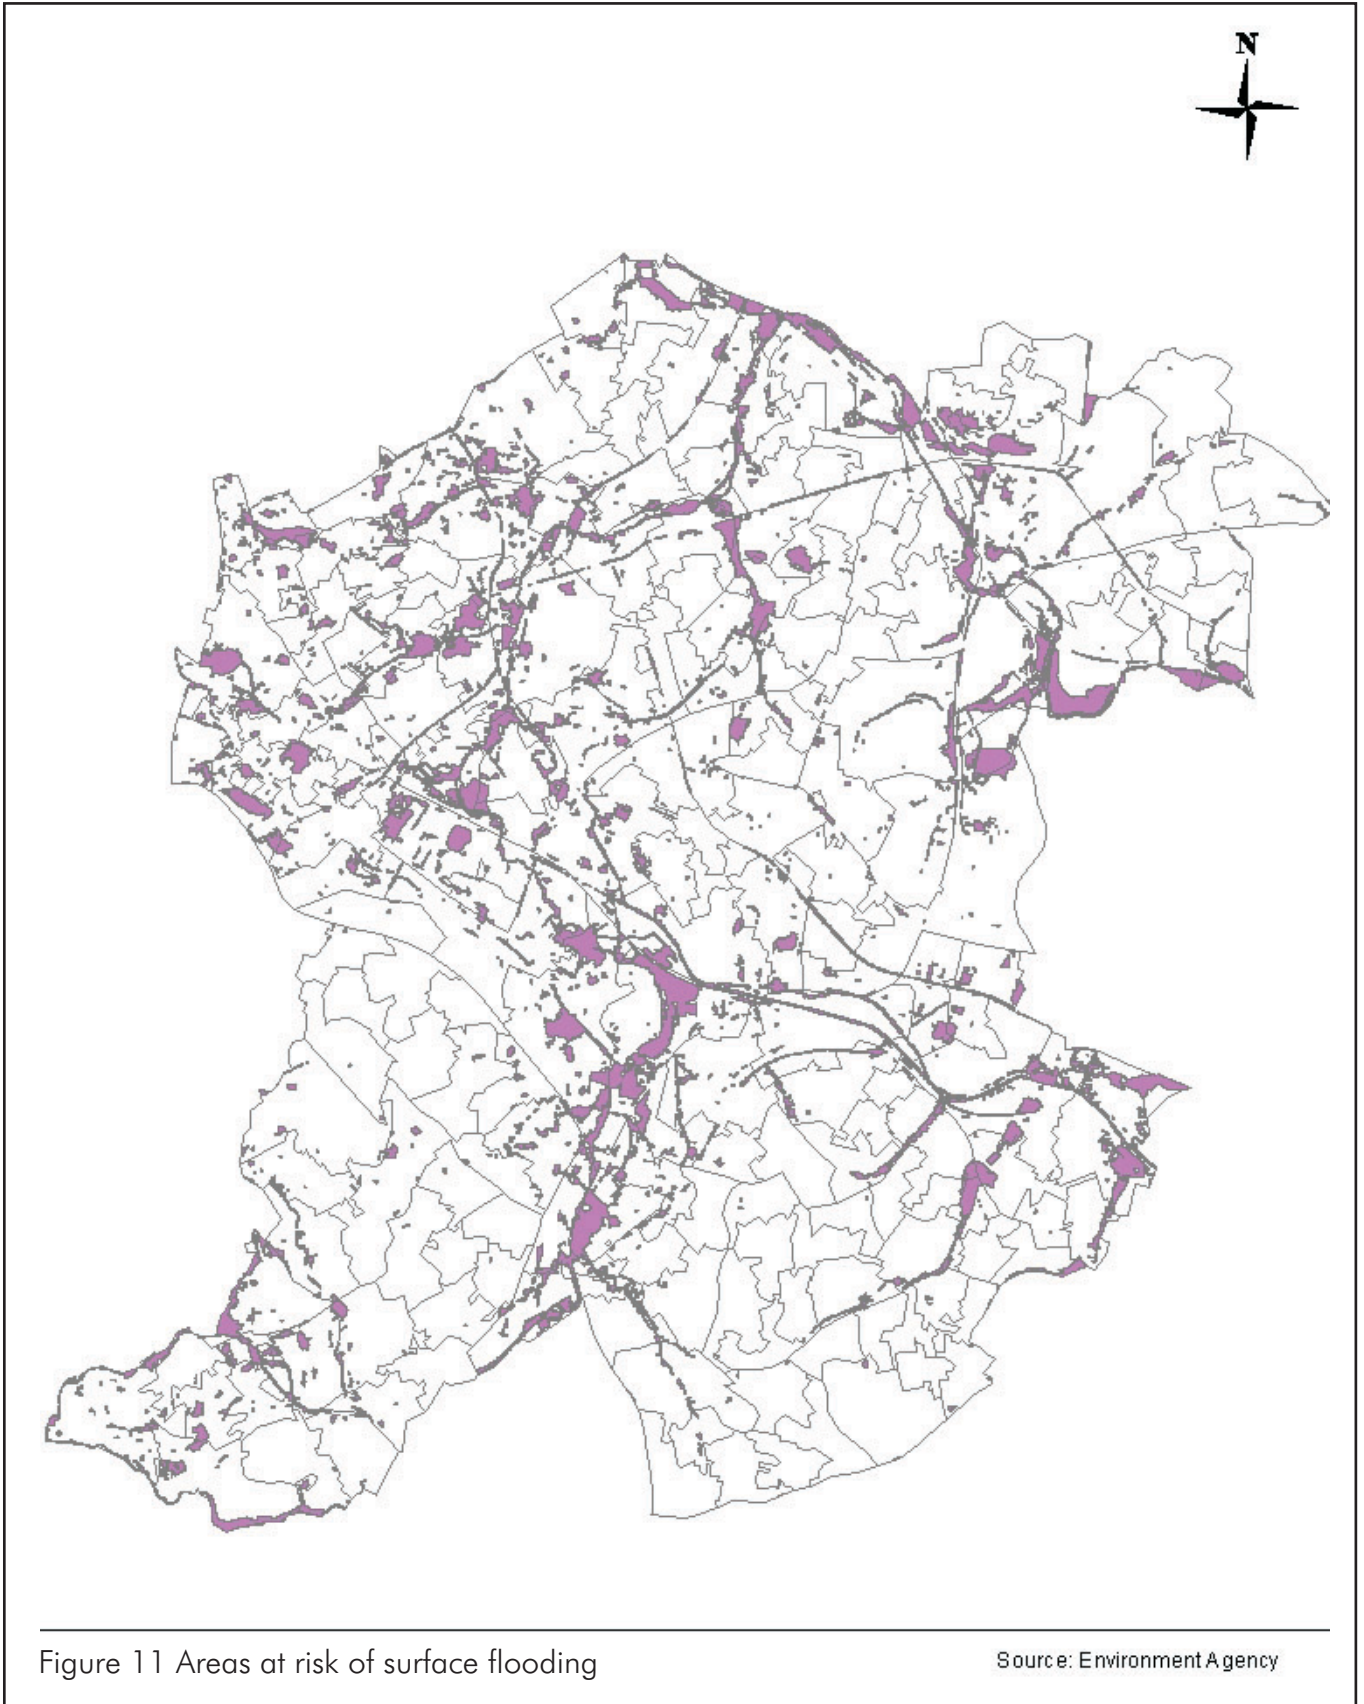 N
Figure 11 Areas at risk of surface flooding
Source: Environment Agency